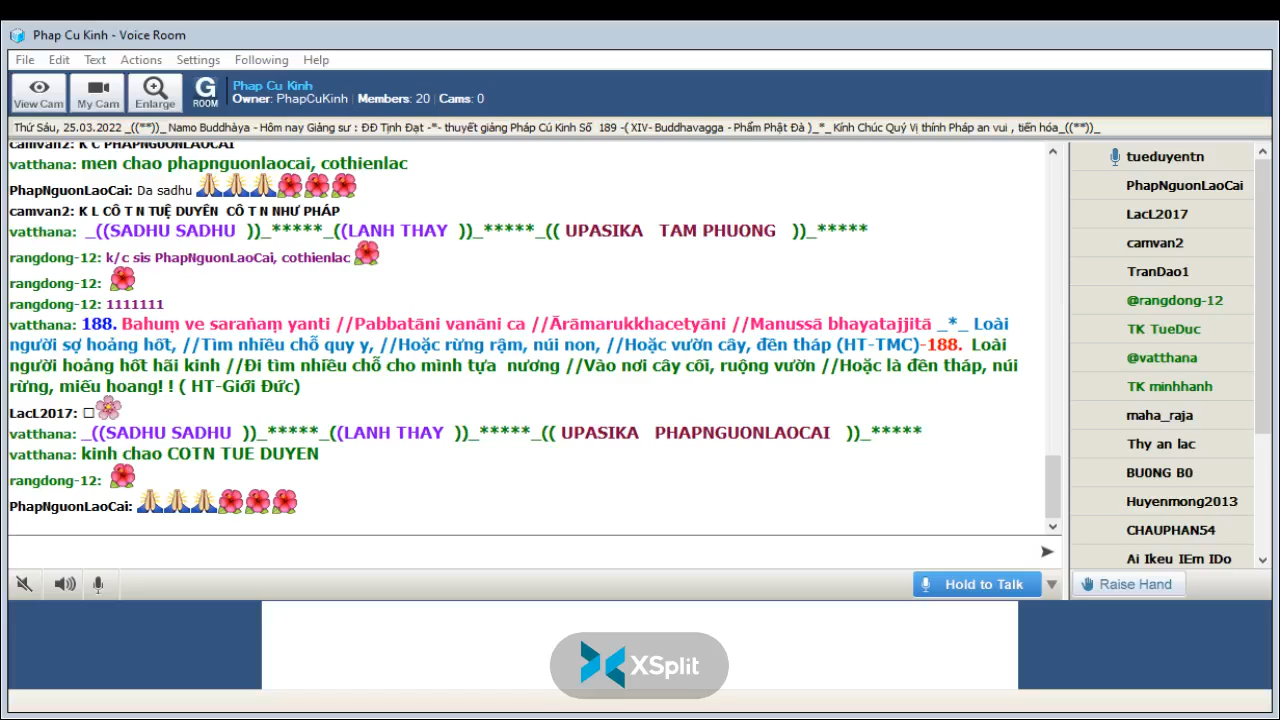 Phap Cu Kinh - Voice Room
File Edit Text Actions Settings Following Help
View Cam My Cam Enlarge G ROOM
Phap Cu Kinh
Owner: PhapCuKinh | Members: 20 | Cams: 0
Thứ Sáu, 25.03.2022 _((**))_ Namo Buddhàya - Hôm nay Giảng sư : ĐĐ Tịnh Đạt -*- thuyết giảng Pháp Cú Kinh Số 189 -( XIV- Buddhavagga - Phẩm Phật Đà )_*_ Kính Chúc Quý Vị thính Pháp an vui , tiến hóa_((**))_
camvan2: K C PHAPNGUONLAOCAI
vatthana: men chao phapnguonlaocai, cothienlac
PhapNguonLaoCai: Da sadhu
camvan2: K L CÔ T N TUỆ DUYÊN CÔ T N NHƯ PHÁP
vatthana: _((SADHU SADHU ))_*****_((LANH THAY ))_*****_(( UPASIKA TAM PHUONG ))_*****
rangdong-12: k/c sis PhapNguonLaoCai, cothienlac
rangdong-12:
rangdong-12: 1111111
vatthana: 188. Bahuṃ ve saraṅaṃ yanti //Pabbatāni vanāni ca //Ārāmarukkhacetyāni //Manussā bhayatajjitā _*_ Loài
người sợ hoảng hốt, //Tìm nhiều chỗ quy y, //Hoặc rừng rậm, núi non, //Hoặc vườn cây, đền tháp (HT-TMC)-188. Loài
người hoảng hốt hãi kinh //Đi tìm nhiều chỗ cho mình tựa nương //Vào nơi cây cối, ruộng vườn //Hoặc là đền tháp, núi
rừng, miếu hoang! ! ( HT-Giới Đức)
LacL2017: □
vatthana: _((SADHU SADHU ))_*****_((LANH THAY ))_*****_(( UPASIKA PHAPNGUONLAOCAI ))_*****
vatthana: kinh chao COTN TUE DUYEN
rangdong-12:
PhapNguonLaoCai:
tueduyentn
PhapNguonLaoCai
LacL2017
camvan2
TranDao1
@rangdong-12
TK TueDuc
@vatthana
TK minhhanh
maha_raja
Thy an lac
BU0NG B0
Huyenmong2013
CHAUPHAN54
Ai Ikeu IEm IDo
Hold to Talk
Raise Hand
XSplit